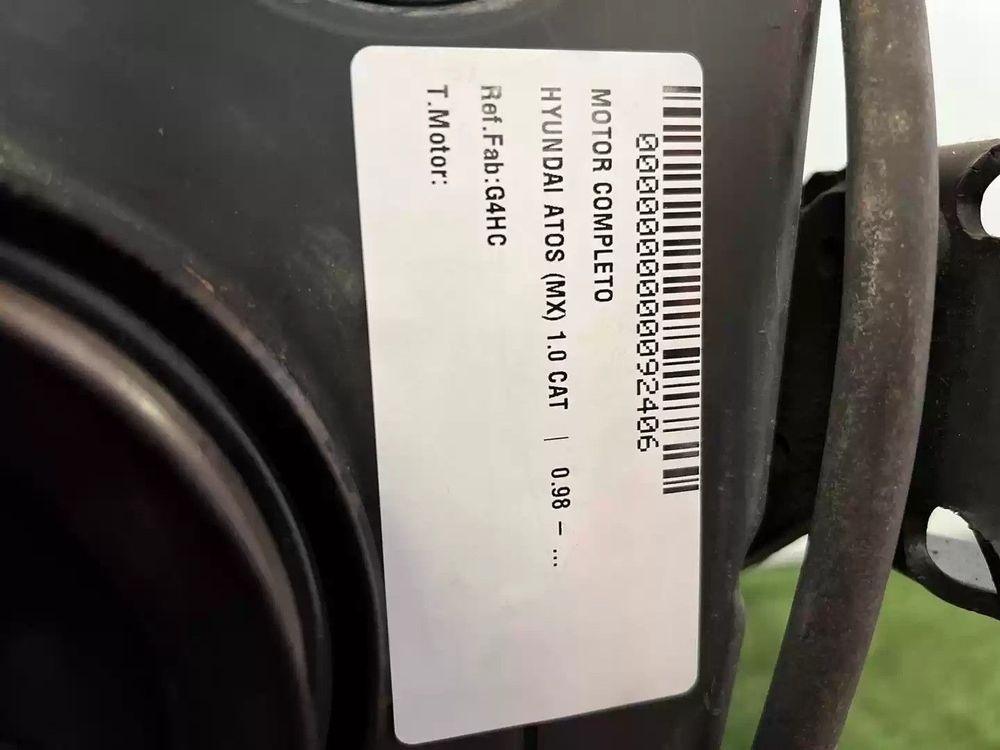 0000000000092406
MOTOR COMPLETO
HYUNDAI ATOS (MX) 1.0 CAT | 0.98 - ...
Ref.Fab:G4HC
T.Motor: